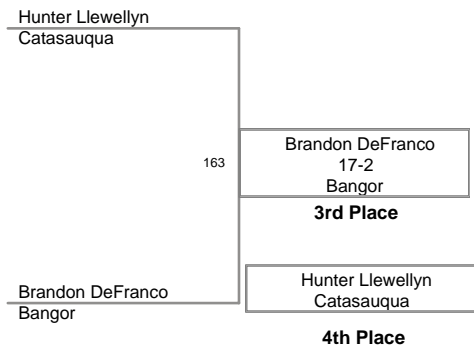 Hunter Llewellyn
Catasauqua
163
Brandon DeFranco
17-2
Bangor
3rd Place
Brandon DeFranco
Bangor
Hunter Llewellyn
Catasauqua
4th Place